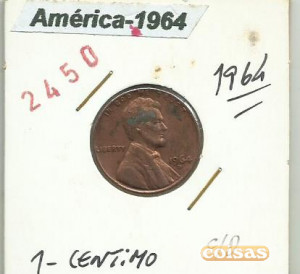 América-1964
2450
1964
LIBERTY
1964
1- CENTIMO
coisas